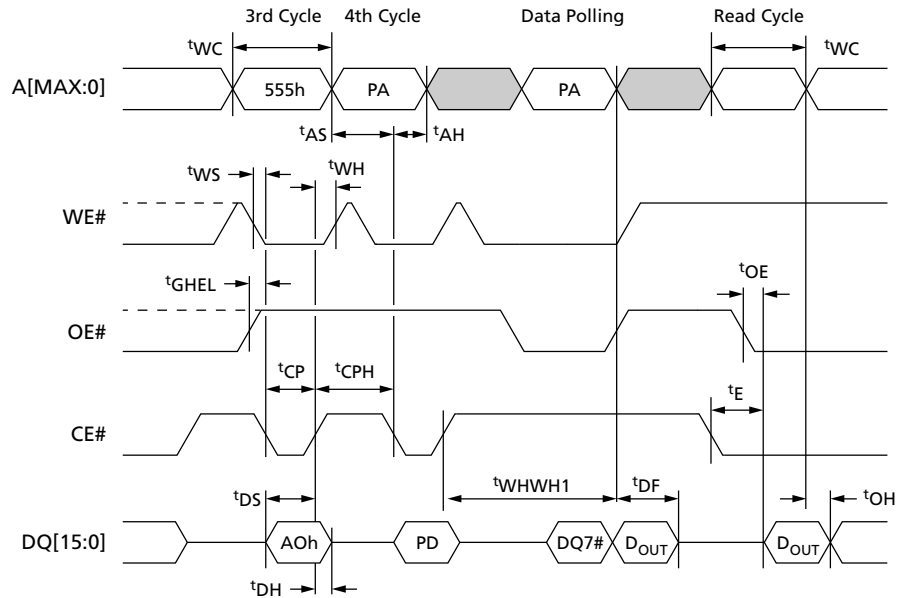 3rd Cycle 4th Cycle Data Polling Read Cycle
tWC tWC
A[MAX:0] 555h PA PA
tAS tAH
tWS tWH
WE#
tGHEL tOE
OE#
tCP tCPH tE
CE#
tDS tWHWH1 tDF tOH
DQ[15:0] AOh PD DQ7# DOUT DOUT
tDH